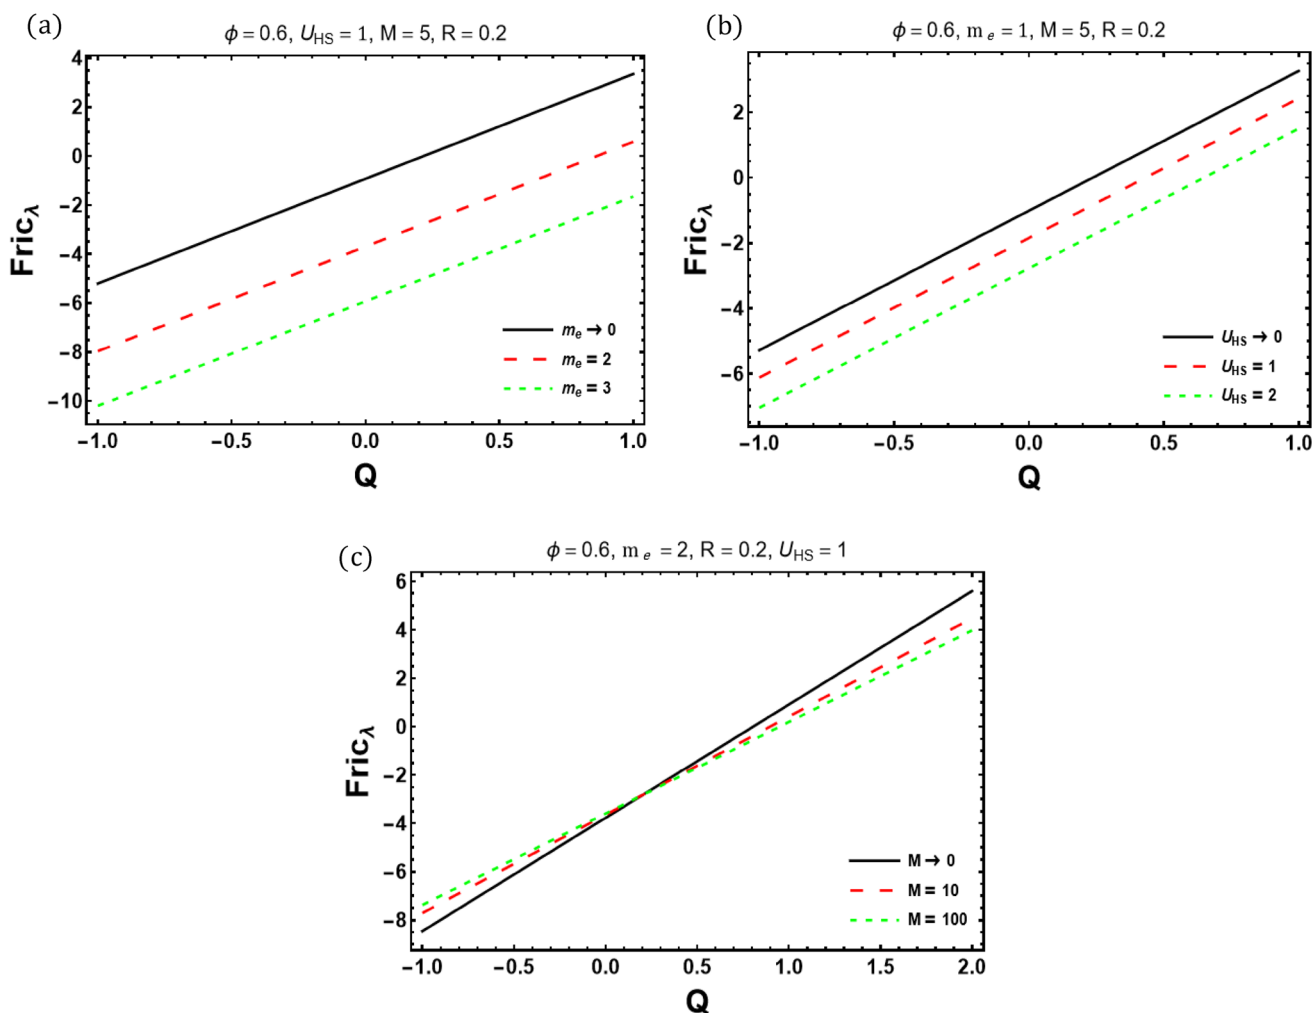 (a)
ϕ = 0.6, U_HS = 1, M = 5, R = 0.2
4
2
0
−2
−4
−6
−8
−10
Fric_λ
m_e → 0
m_e = 2
m_e = 3
−1.0 −0.5 0.0 0.5 1.0
Q
(b)
ϕ = 0.6, m_e = 1, M = 5, R = 0.2
2
0
−2
−4
−6
Fric_λ
U_HS → 0
U_HS = 1
U_HS = 2
−1.0 −0.5 0.0 0.5 1.0
Q
(c)
ϕ = 0.6, m_e = 2, R = 0.2, U_HS = 1
6
4
2
0
−2
−4
−6
−8
Fric_λ
M → 0
M = 10
M = 100
−1.0 −0.5 0.0 0.5 1.0 1.5 2.0
Q